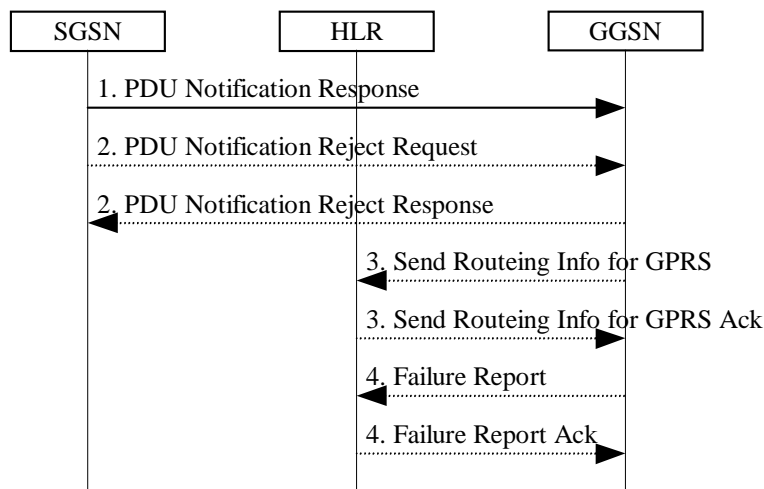 SGSN HLR GGSN
1. PDU Notification Response
2. PDU Notification Reject Request
2. PDU Notification Reject Response
3. Send Routeing Info for GPRS
3. Send Routeing Info for GPRS Ack
4. Failure Report
4. Failure Report Ack